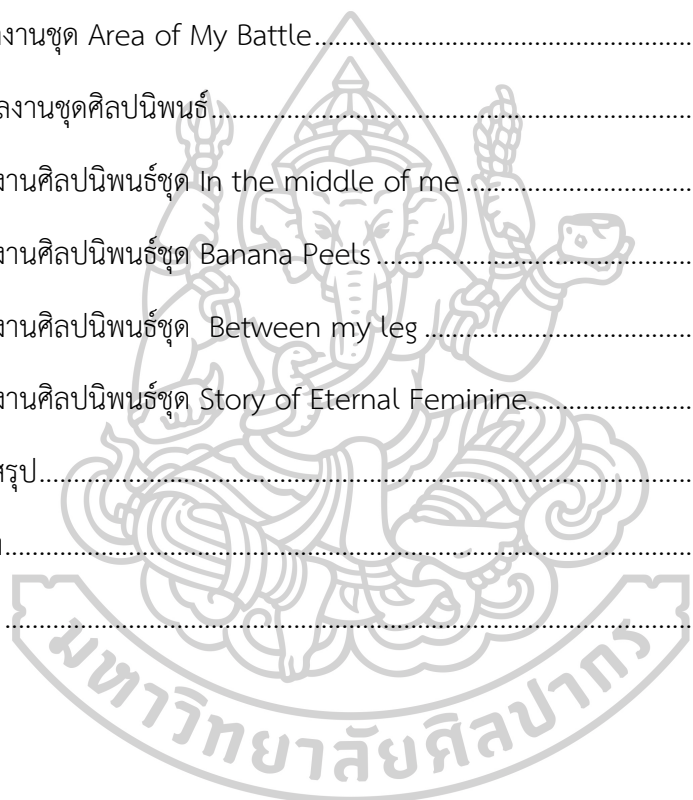 งานชุด Area of My Battle........................................................
ลงานชุดศิลปนิพนธ์........................................................................
งานศิลปนิพนธ์ชุด In the middle of me .................................
งานศิลปนิพนธ์ชุด Banana Peels ..............................................
งานศิลปนิพนธ์ชุด Between my leg .......................................
งานศิลปนิพนธ์ชุด Story of Eternal Feminine........................
สรุป................................................................................................
มหาวิทยาลัยศิลปากร